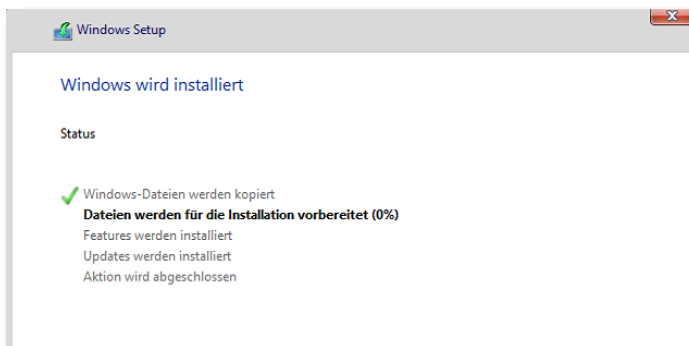 Windows Setup
Windows wird installiert
Status
Windows-Dateien werden kopiert
Dateien werden für die Installation vorbereitet (0%)
Features werden installiert
Updates werden installiert
Aktion wird abgeschlossen